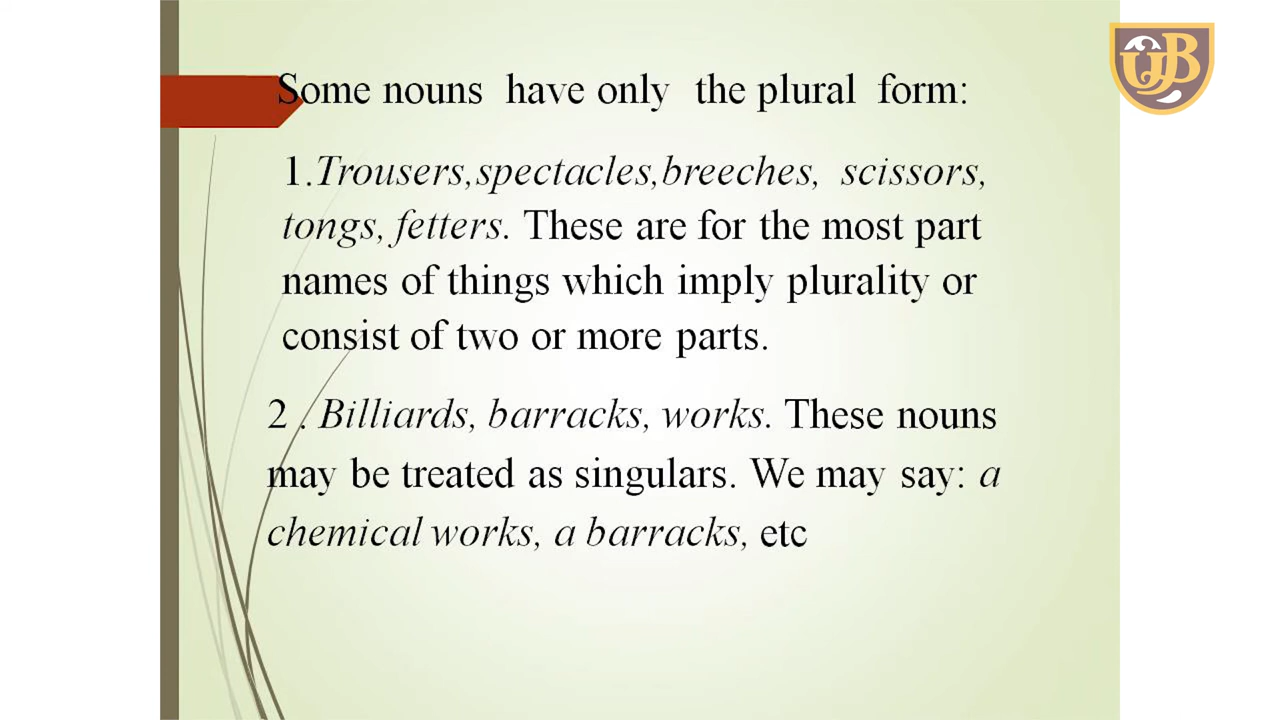 UB
Some nouns have only the plural form:
1.Trousers,spectacles,breeches, scissors,
tongs, fetters. These are for the most part
names of things which imply plurality or
consist of two or more parts.
2 . Billiards, barracks, works. These nouns
may be treated as singulars. We may say: a
chemical works, a barracks, etc